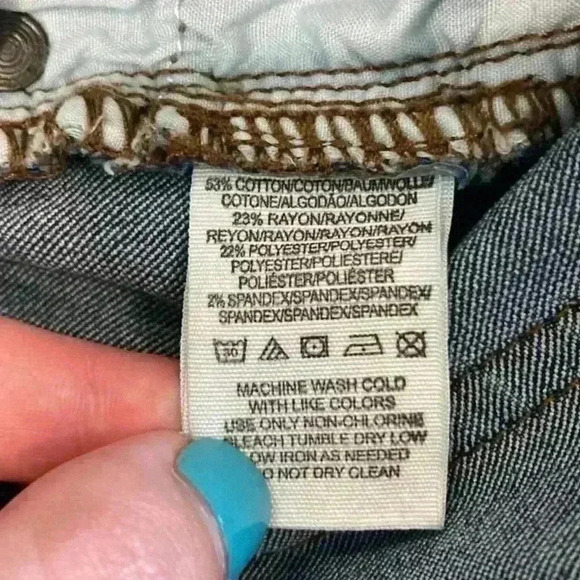 53% COTTON/COTON/BAUMWOLLE/
COTONE/ALGODÃO/ALGODON
23% RAYON/RAYONNE/
REYON/RAYON/RAYON/RAYON
22% POLYESTER/POLYESTER/
POLYESTER/POLIESTERE/
POLIÉSTER/POLIÉSTER
2% SPANDEX/SPANDEX/SPANDEX/
SPANDEX/SPANDEX/SPANDEX
30
MACHINE WASH COLD
WITH LIKE COLORS
USE ONLY NON-CHLORINE
BLEACH TUMBLE DRY LOW
LOW IRON AS NEEDED
DO NOT DRY CLEAN